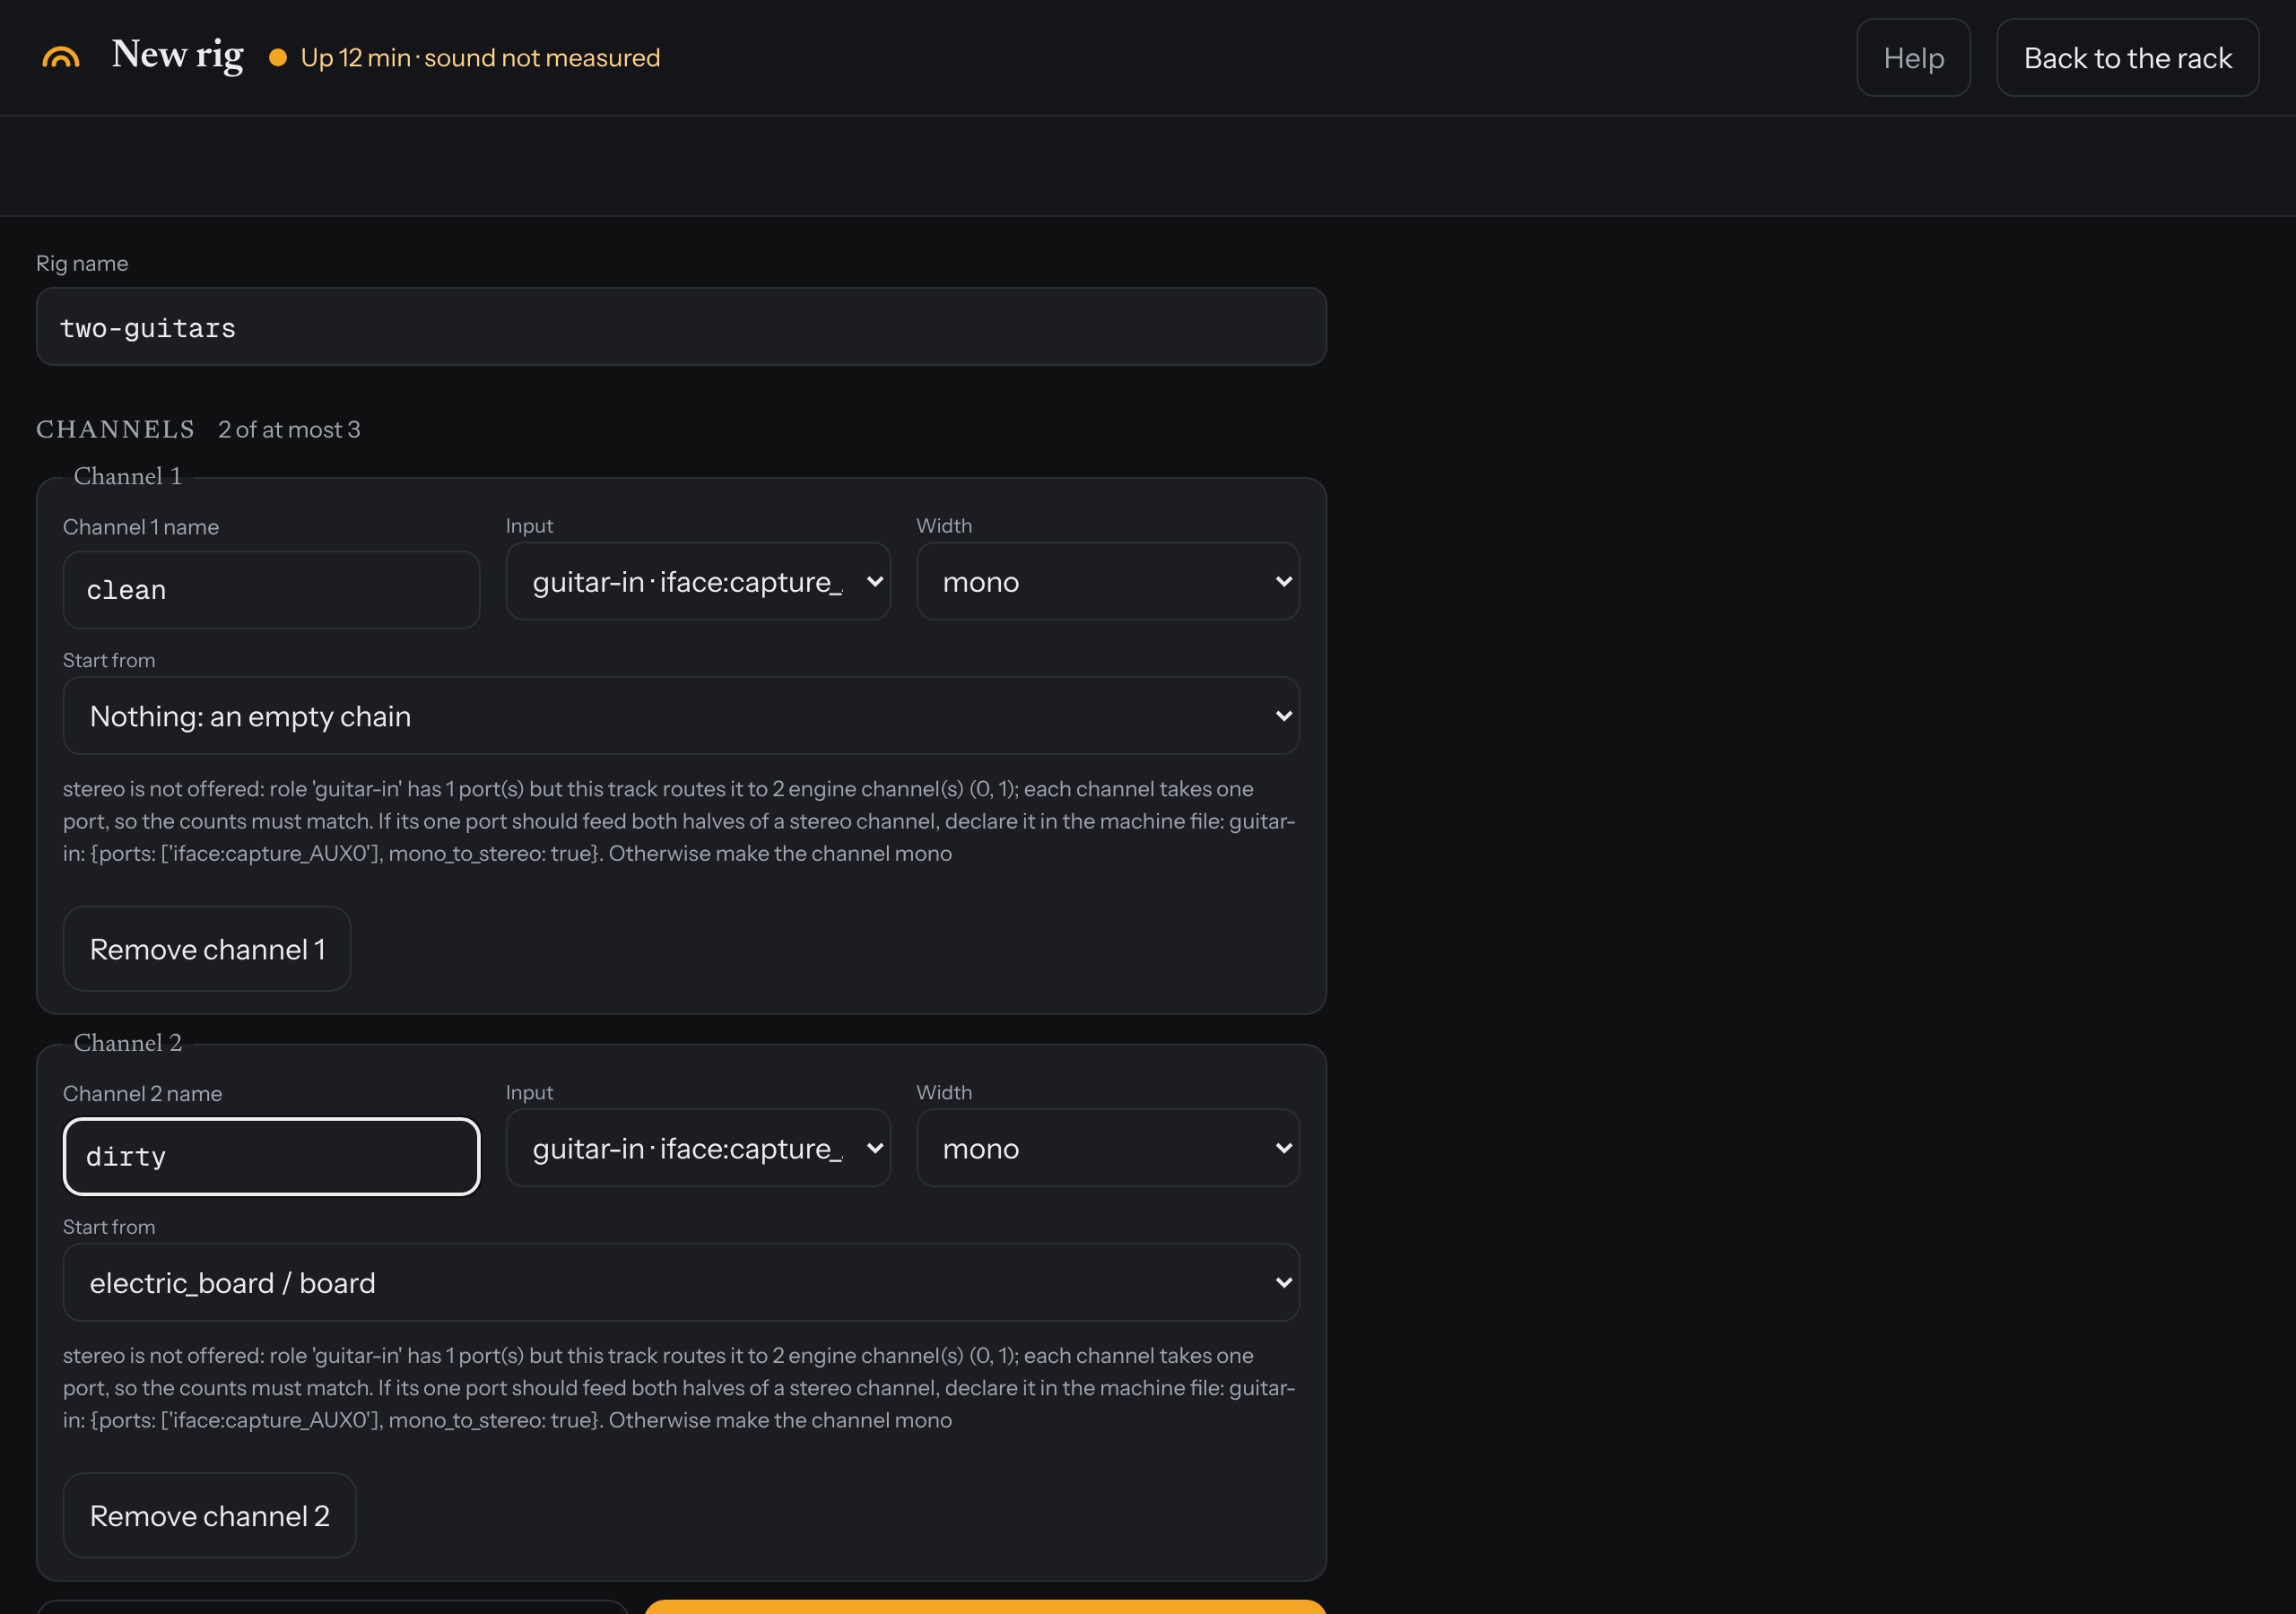 New rig
Up 12 min · sound not measured
Help
Back to the rack
Rig name
two-guitars
CHANNELS 2 of at most 3
Channel 1
Channel 1 name
Input
Width
clean
guitar-in · iface:capture_
mono
Start from
Nothing: an empty chain
stereo is not offered: role 'guitar-in' has 1 port(s) but this track routes it to 2 engine channel(s) (0, 1); each channel takes one
port, so the counts must match. If its one port should feed both halves of a stereo channel, declare it in the machine file: guitar-
in: {ports: ['iface:capture_AUX0'], mono_to_stereo: true}. Otherwise make the channel mono
Remove channel 1
Channel 2
Channel 2 name
Input
Width
dirty
guitar-in · iface:capture_
mono
Start from
electric_board / board
stereo is not offered: role 'guitar-in' has 1 port(s) but this track routes it to 2 engine channel(s) (0, 1); each channel takes one
port, so the counts must match. If its one port should feed both halves of a stereo channel, declare it in the machine file: guitar-
in: {ports: ['iface:capture_AUX0'], mono_to_stereo: true}. Otherwise make the channel mono
Remove channel 2